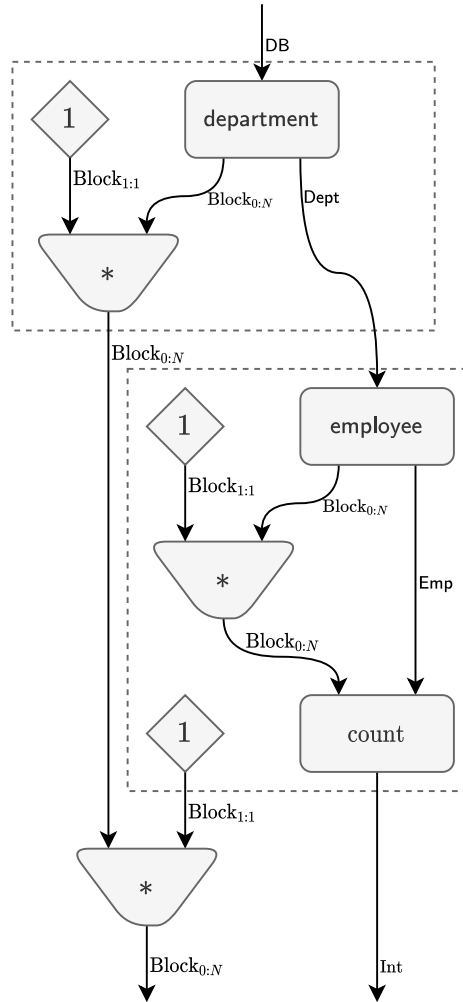 DB
1
department
Block₁:₁
Block₀:N
Dept
*
Block₀:N
1
employee
Block₁:₁
Block₀:N
*
Emp
Block₀:N
1
count
Block₁:₁
*
Block₀:N
Int